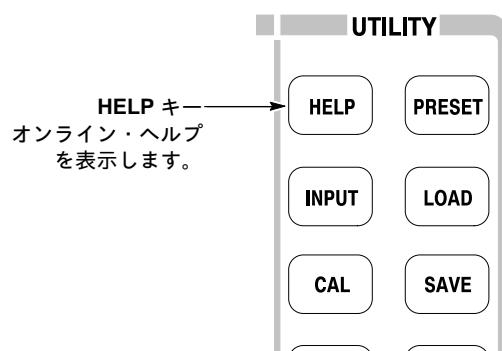 UTILITY
HELP キー
オンライン・ヘルプ
を表示します。
HELP PRESET
INPUT LOAD
CAL SAVE